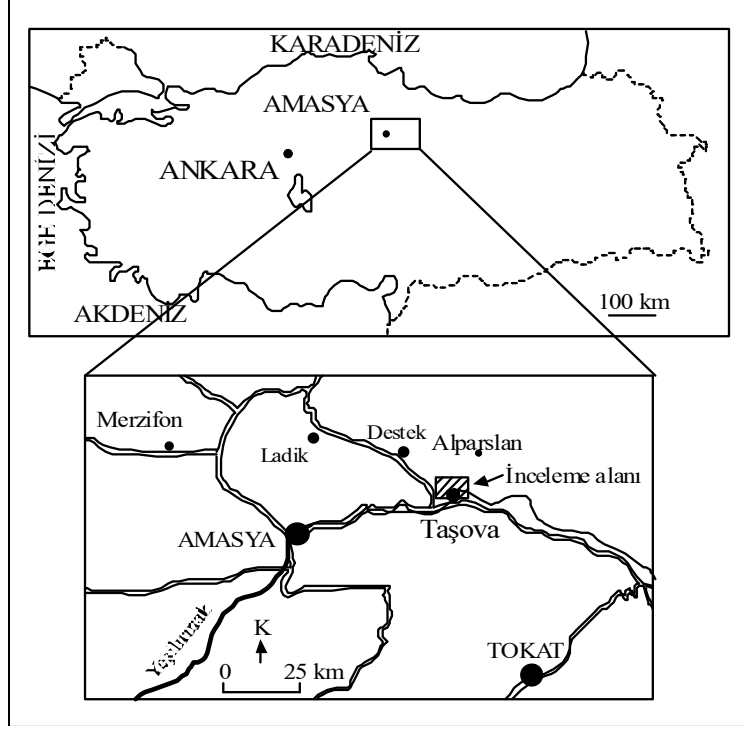 KARADENİZ
AMASYA
ANKARA
EGE DENİZİ
AKDENİZ
100 km
Merzifon
Ladik
Destek
Alparslan
İnceleme alanı
Taşova
AMASYA
Yeşilırmak
K
0 25 km
TOKAT